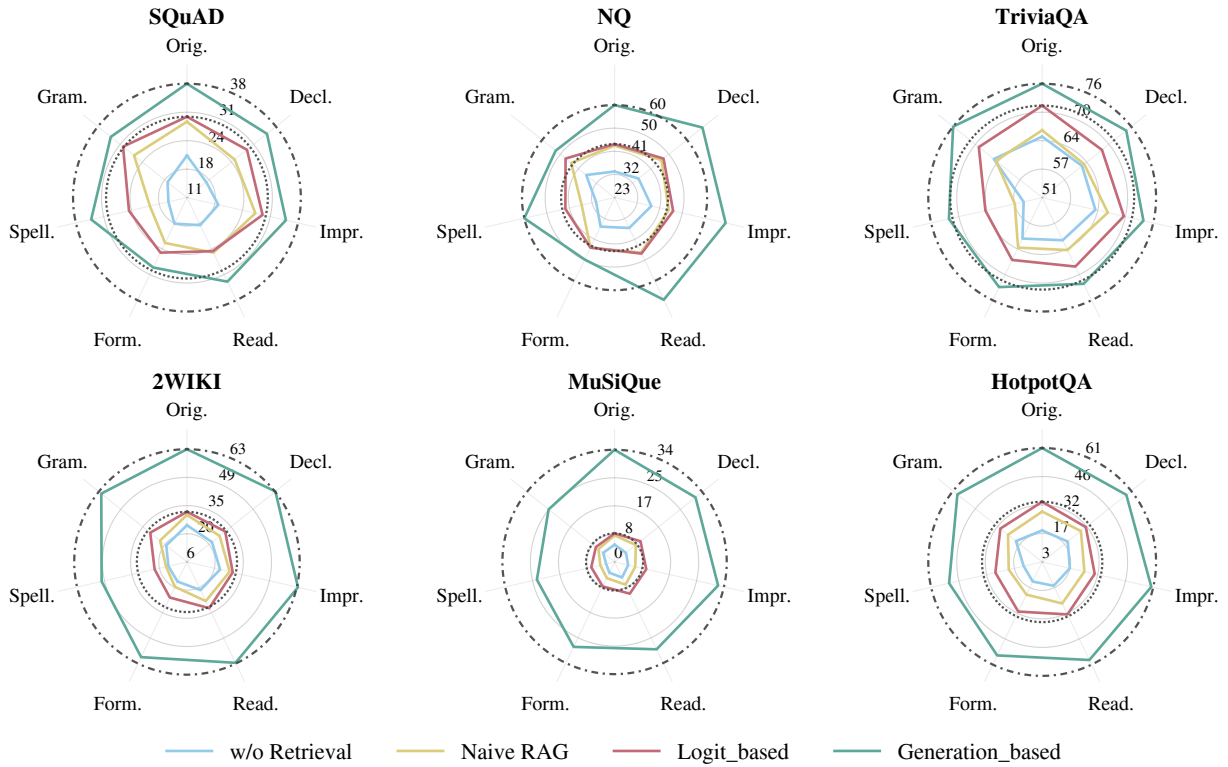 SQuAD
Orig.
Decl.
Impr.
Read.
Form.
Spell.
Gram.
38
31
24
18
11
NQ
Orig.
Decl.
Impr.
Read.
Form.
Spell.
Gram.
60
50
41
32
23
TriviaQA
Orig.
Decl.
Impr.
Read.
Form.
Spell.
Gram.
76
70
64
57
51
2WIKI
Orig.
Decl.
Impr.
Read.
Form.
Spell.
Gram.
63
49
35
20
6
MuSiQue
Orig.
Decl.
Impr.
Read.
Form.
Spell.
Gram.
34
25
17
8
0
HotpotQA
Orig.
Decl.
Impr.
Read.
Form.
Spell.
Gram.
61
46
32
17
3
w/o Retrieval
Naive RAG
Logit_based
Generation_based